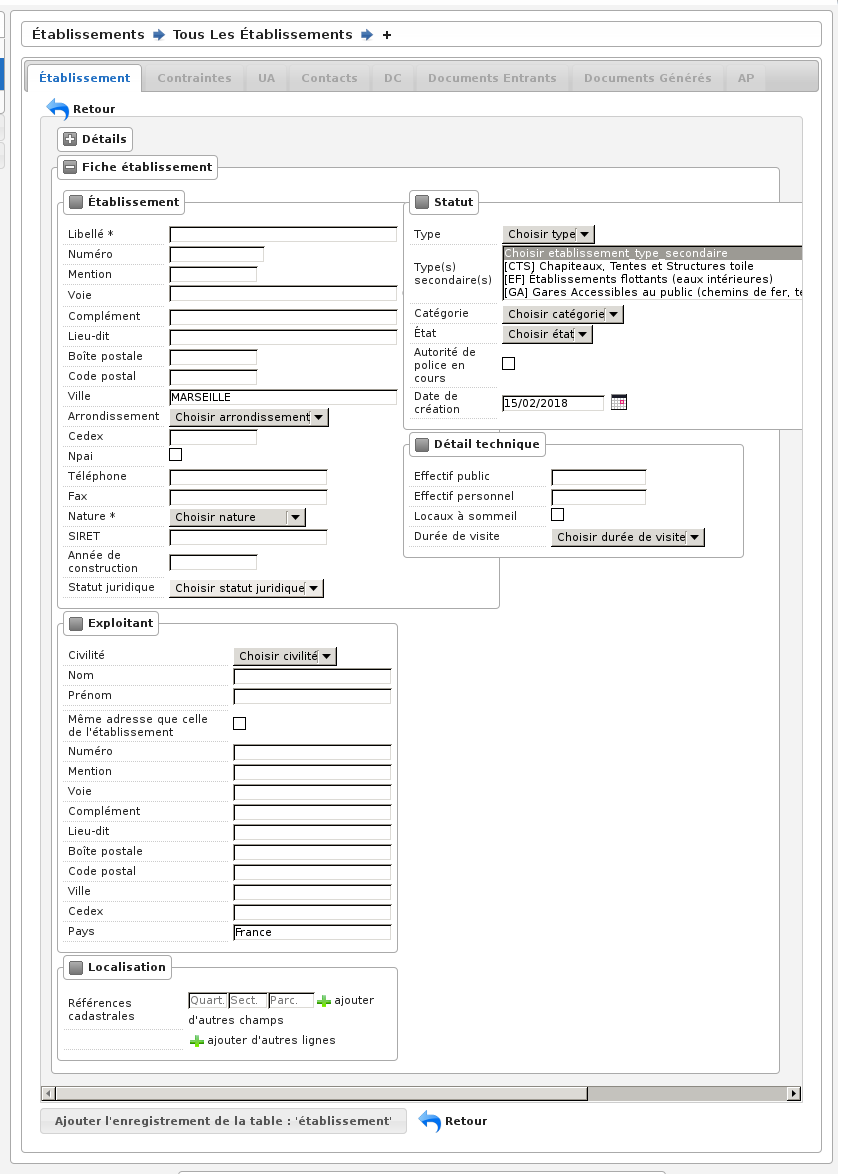 Établissements Tous Les Établissements +
Établissement Contraintes UA Contacts DC Documents Entrants Documents Générés AP
Retour
Détails
Fiche établissement
Établissement
Libellé *
Numéro
Mention
Voie
Complément
Lieu-dit
Boîte postale
Code postal
Ville MARSEILLE
Arrondissement Choisir arrondissement
Cedex
Npai
Téléphone
Fax
Nature * Choisir nature
SIRET
Année de
construction
Statut juridique Choisir statut juridique
Statut
Type Choisir type
Type(s)
secondaire(s)
Choisir etablissement_type_secondaire
[CTS] Chapiteaux, Tentes et Structures toile
[EF] Établissements flottants (eaux intérieures)
[GA] Gares Accessibles au public (chemins de fer, té
Catégorie Choisir catégorie
État Choisir état
Autorité de
police en
cours
Date de
création
15/02/2018
Détail technique
Effectif public
Effectif personnel
Locaux à sommeil
Durée de visite Choisir durée de visite
Exploitant
Civilité Choisir civilité
Nom
Prénom
Même adresse que celle
de l'établissement
Numéro
Mention
Voie
Complément
Lieu-dit
Boîte postale
Code postal
Ville
Cedex
Pays France
Localisation
Références
cadastrales
Quart. Sect. Parc. ajouter
d'autres champs
ajouter d'autres lignes
Ajouter l'enregistrement de la table : 'établissement' Retour